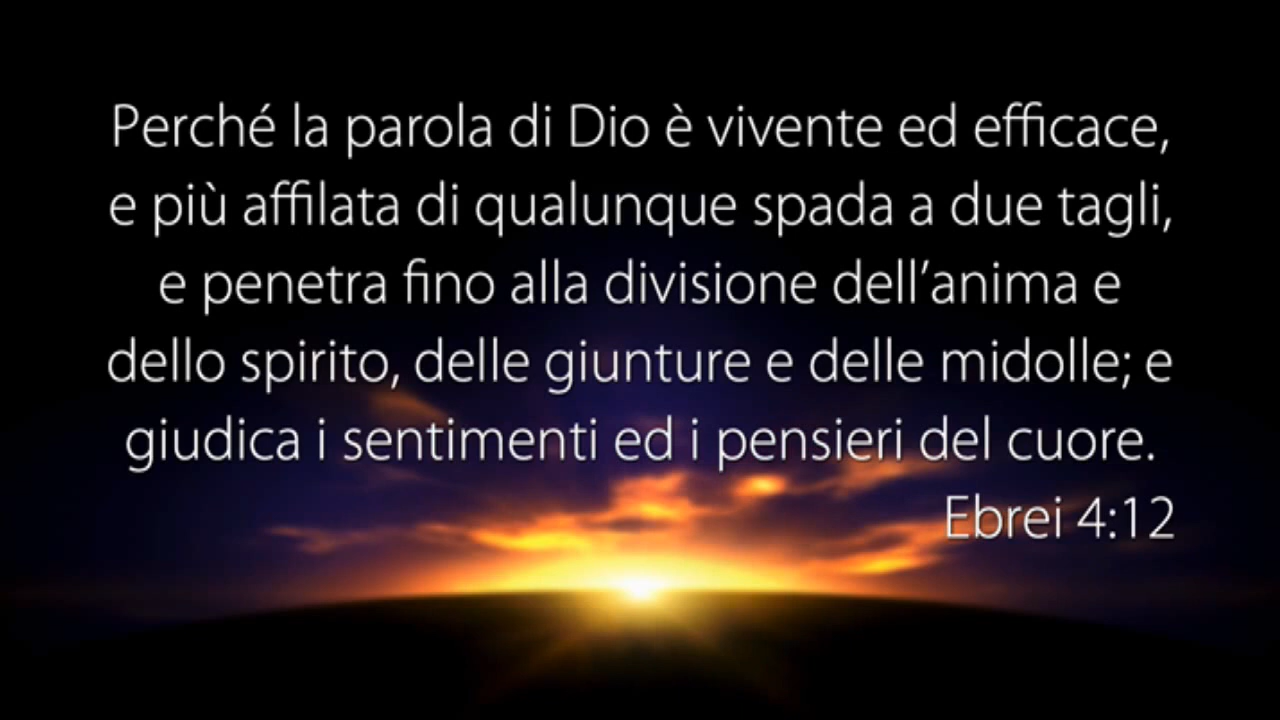 Perché la parola di Dio è vivente ed efficace,
e più affilata di qualunque spada a due tagli,
e penetra fino alla divisione dell’anima e
dello spirito, delle giunture e delle midolle; e
giudica i sentimenti ed i pensieri del cuore.
Ebrei 4:12